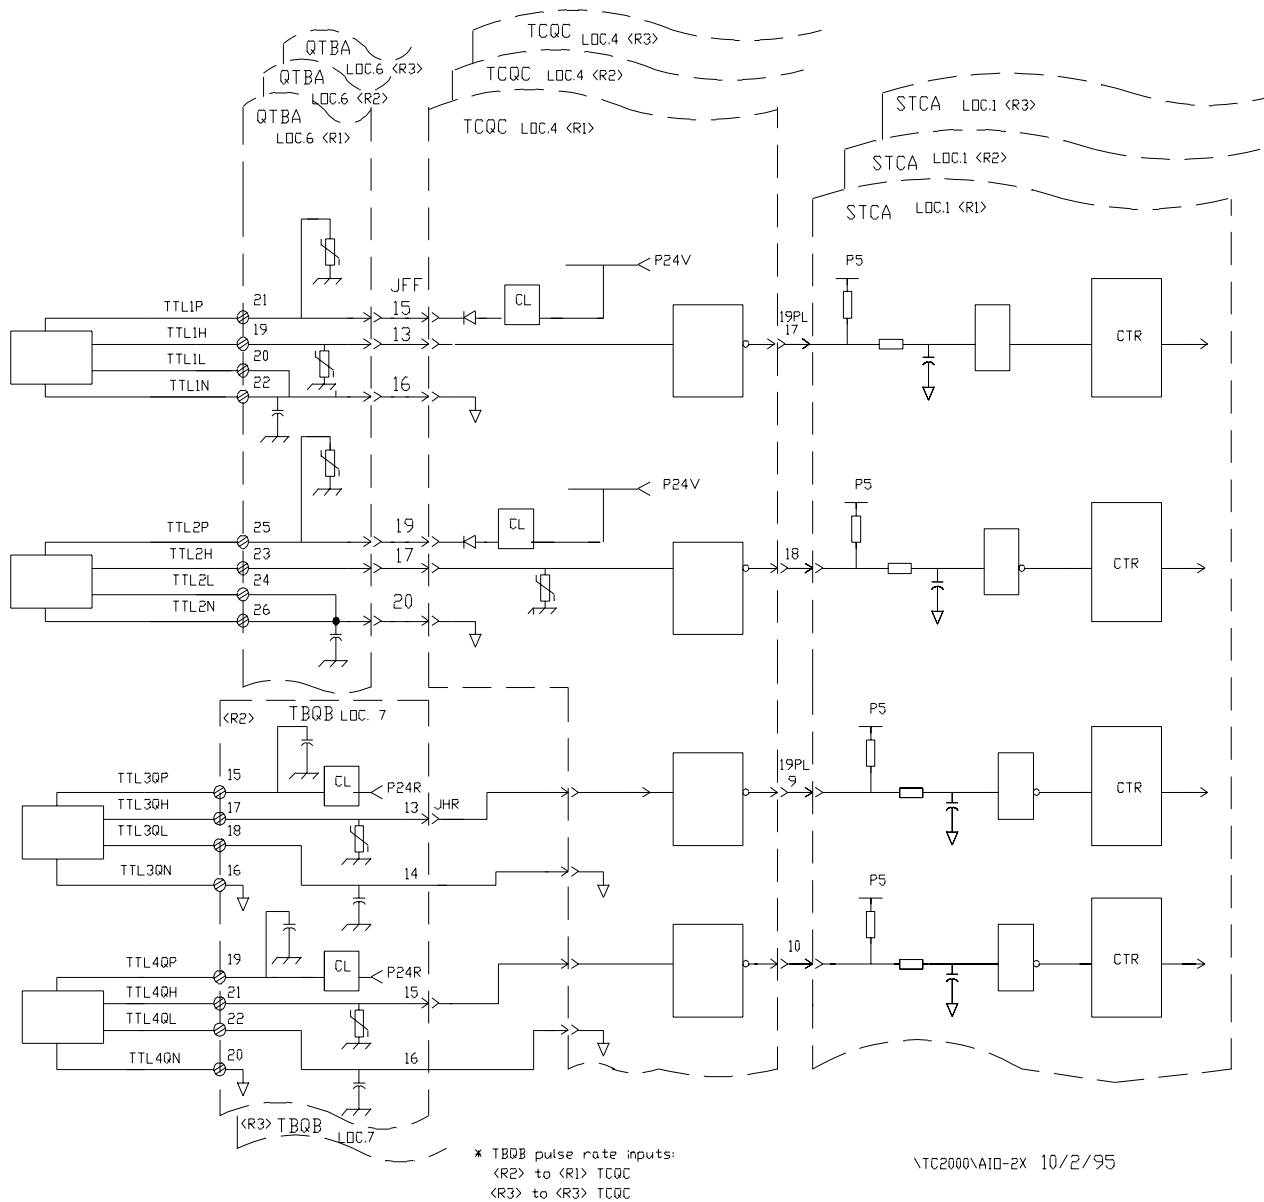 TCQC LOC.4 <R3>
QTBA LOC.6 <R3>
TCQC LOC.4 <R2>
QTBA LOC.6 <R2>
STCA LOC.1 <R3>
QTBA LOC.6 <R1>
TCQC LOC.4 <R1>
STCA LOC.1 <R2>
STCA LOC.1 <R1>
P24V
P5
JFF
TTL1P 21 15 CL
19PL
TTL1H 19 13 17 CTR
TTL1L 20
TTL1N 22 16
P24V
P5
TTL2P 25 19 CL
TTL2H 23 17 18 CTR
TTL2L 24
TTL2N 26 20
<R2> TBQB LOC. 7
P5
TTL3QP 15 CL P24R
19PL
9 CTR
TTL3QH 17 13 JHR
TTL3QL 18
TTL3QN 16 14
P5
TTL4QP 19 CL P24R
10 CTR
TTL4QH 21 15
TTL4QL 22
TTL4QN 20 16
<R3> TBQB LOC.7
* TBQB pulse rate inputs:
<R2> to <R1> TCQC
<R3> to <R3> TCQC
\TC2000\AIO-2X 10/2/95